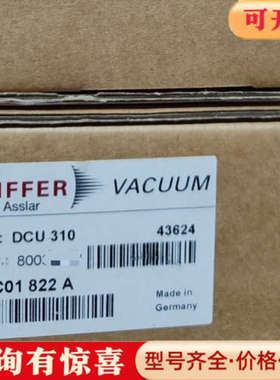 可开
IFFER
VACUUM
Asslar
: DCU 310
43624
.: 800
C01 822 A
Made in
Germany
询有惊喜
型号齐全·价格